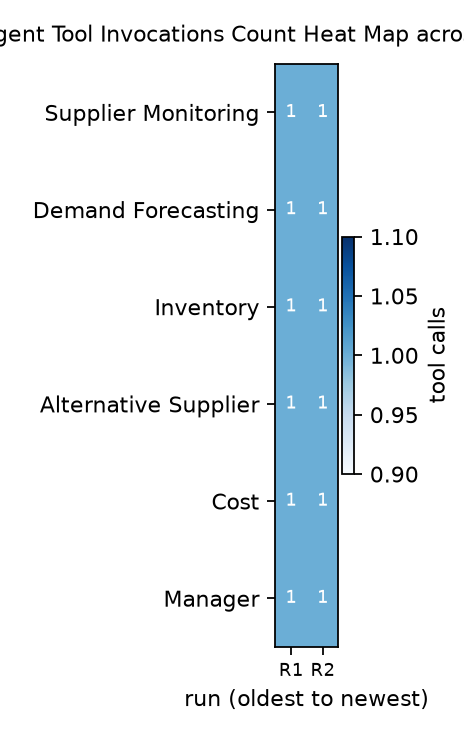 gent Tool Invocations Count Heat Map acro
Supplier Monitoring 1 1
Demand Forecasting 1 1
1.10
1.05
Inventory 1 1
1.00
tool calls
Alternative Supplier 1 1
0.95
0.90
Cost 1 1
Manager 1 1
R1 R2
run (oldest to newest)